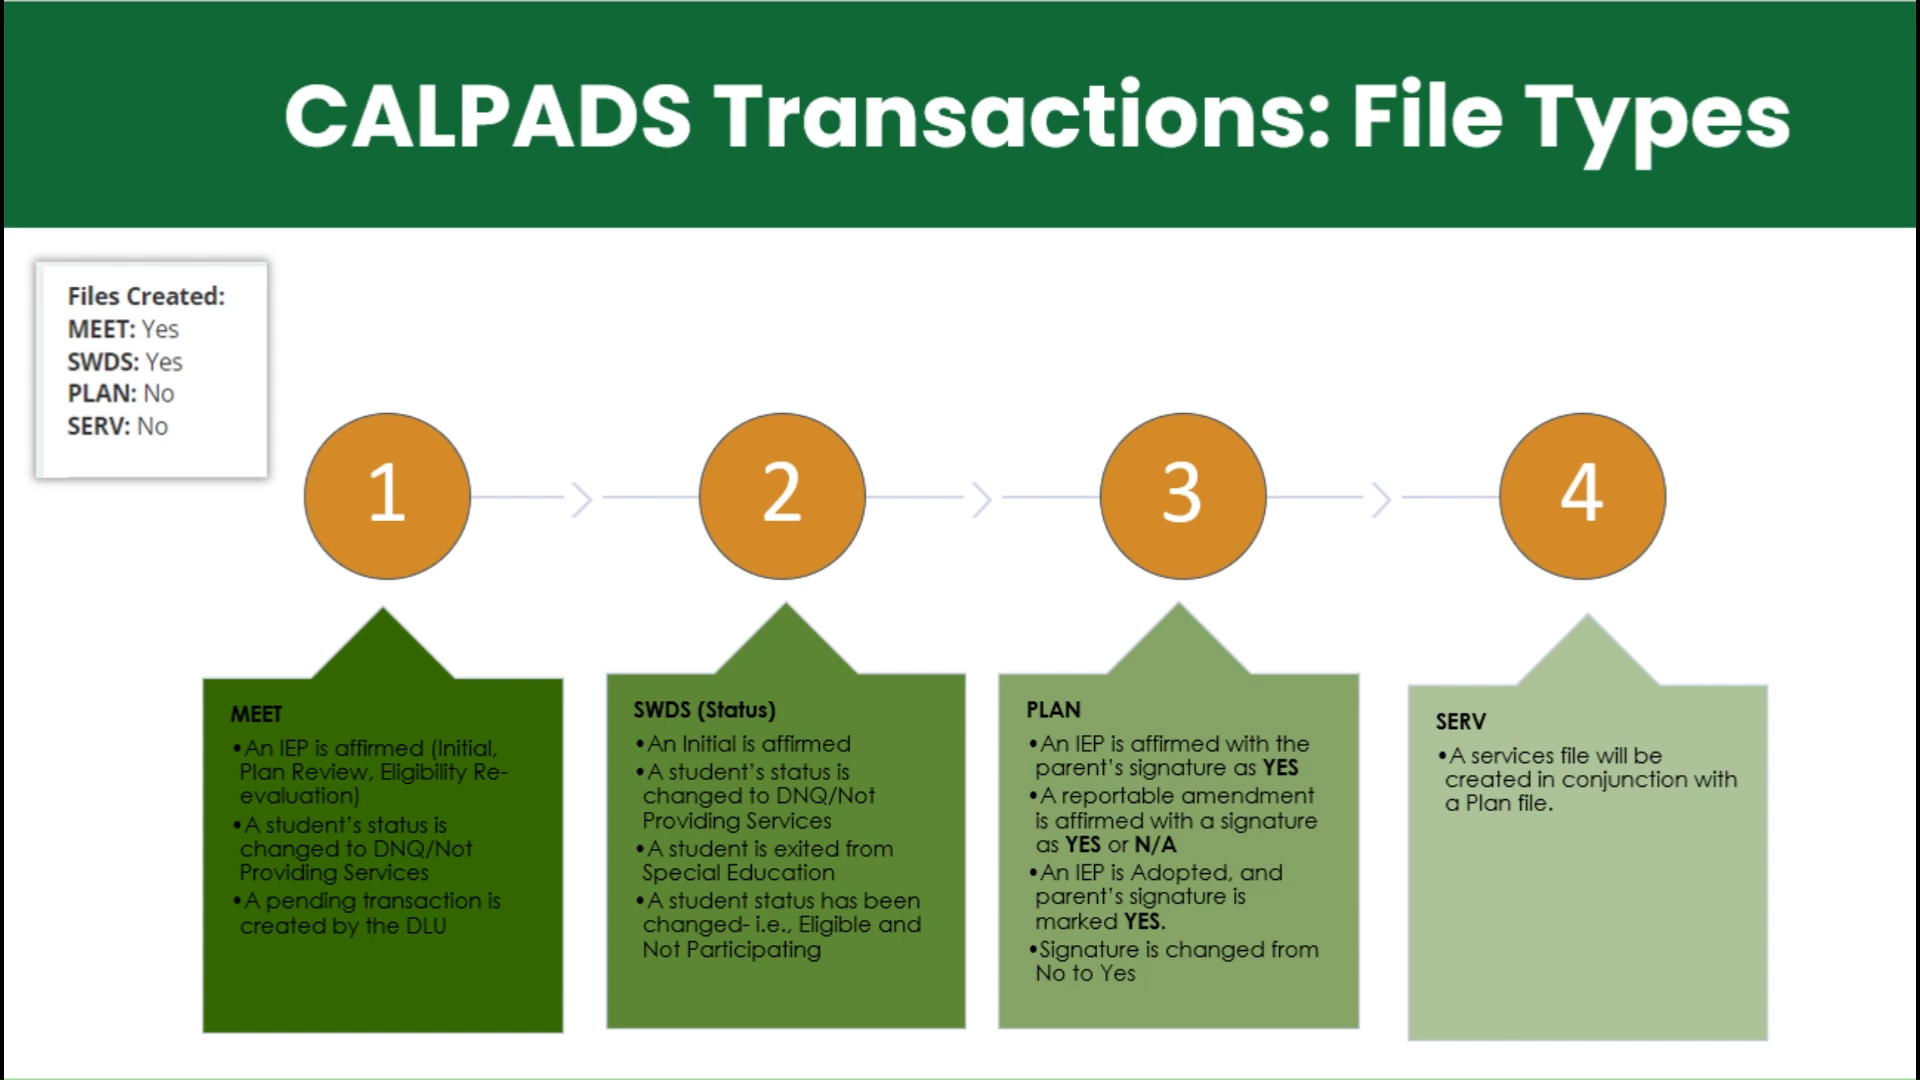 CALPADS Transactions: File Types
Files Created:
MEET: Yes
SWDS: Yes
PLAN: No
SERV: No
1
2
3
4
MEET
•An IEP is affirmed (Initial,
Plan Review, Eligibility Re-
evaluation)
•A student's status is
changed to DNQ/Not
Providing Services
•A pending transaction is
created by the DLU
SWDS (Status)
•An Initial is affirmed
•A student's status is
changed to DNQ/Not
Providing Services
•A student is exited from
Special Education
•A student status has been
changed- i.e., Eligible and
Not Participating
PLAN
•An IEP is affirmed with the
parent's signature as YES
•A reportable amendment
is affirmed with a signature
as YES or N/A
•An IEP is Adopted, and
parent's signature is
marked YES.
•Signature is changed from
No to Yes
SERV
•A services file will be
created in conjunction with
a Plan file.